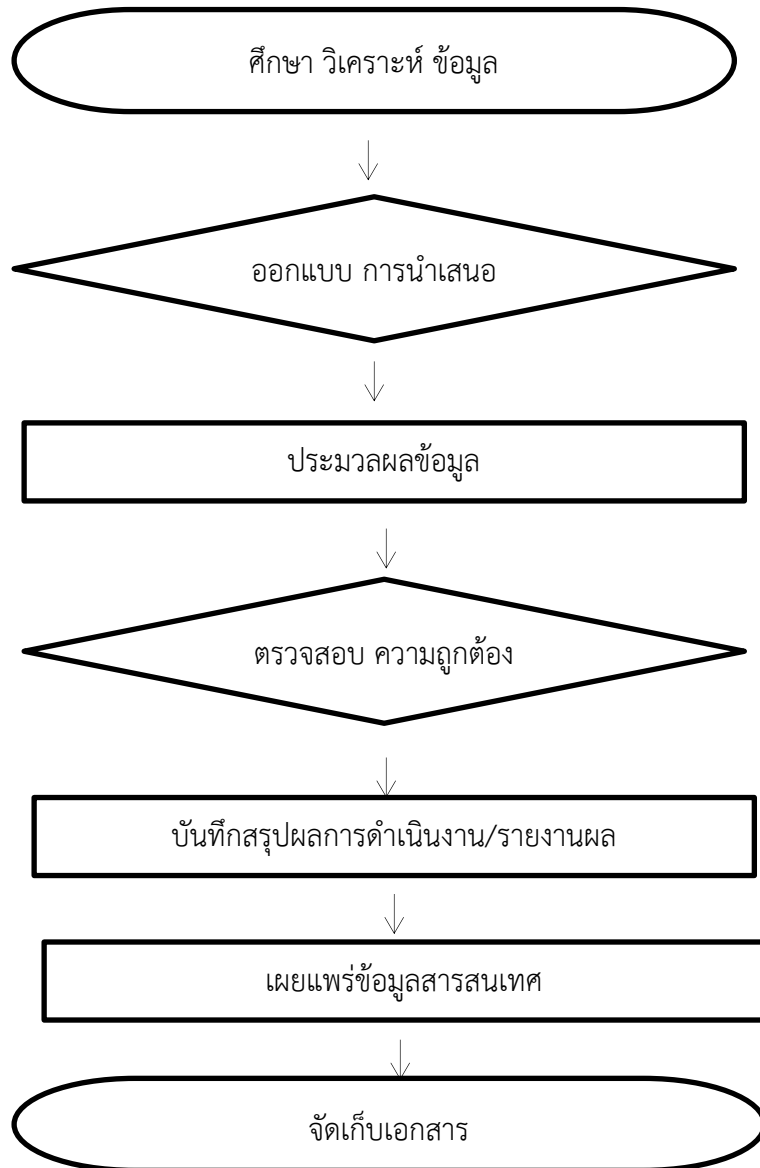 ศึกษา วิเคราะห์ ข้อมูล
ออกแบบ การนำเสนอ
ประมวลผลข้อมูล
ตรวจสอบ ความถูกต้อง
บันทึกสรุปผลการดำเนินงาน/รายงานผล
เผยแพร่ข้อมูลสารสนเทศ
จัดเก็บเอกสาร